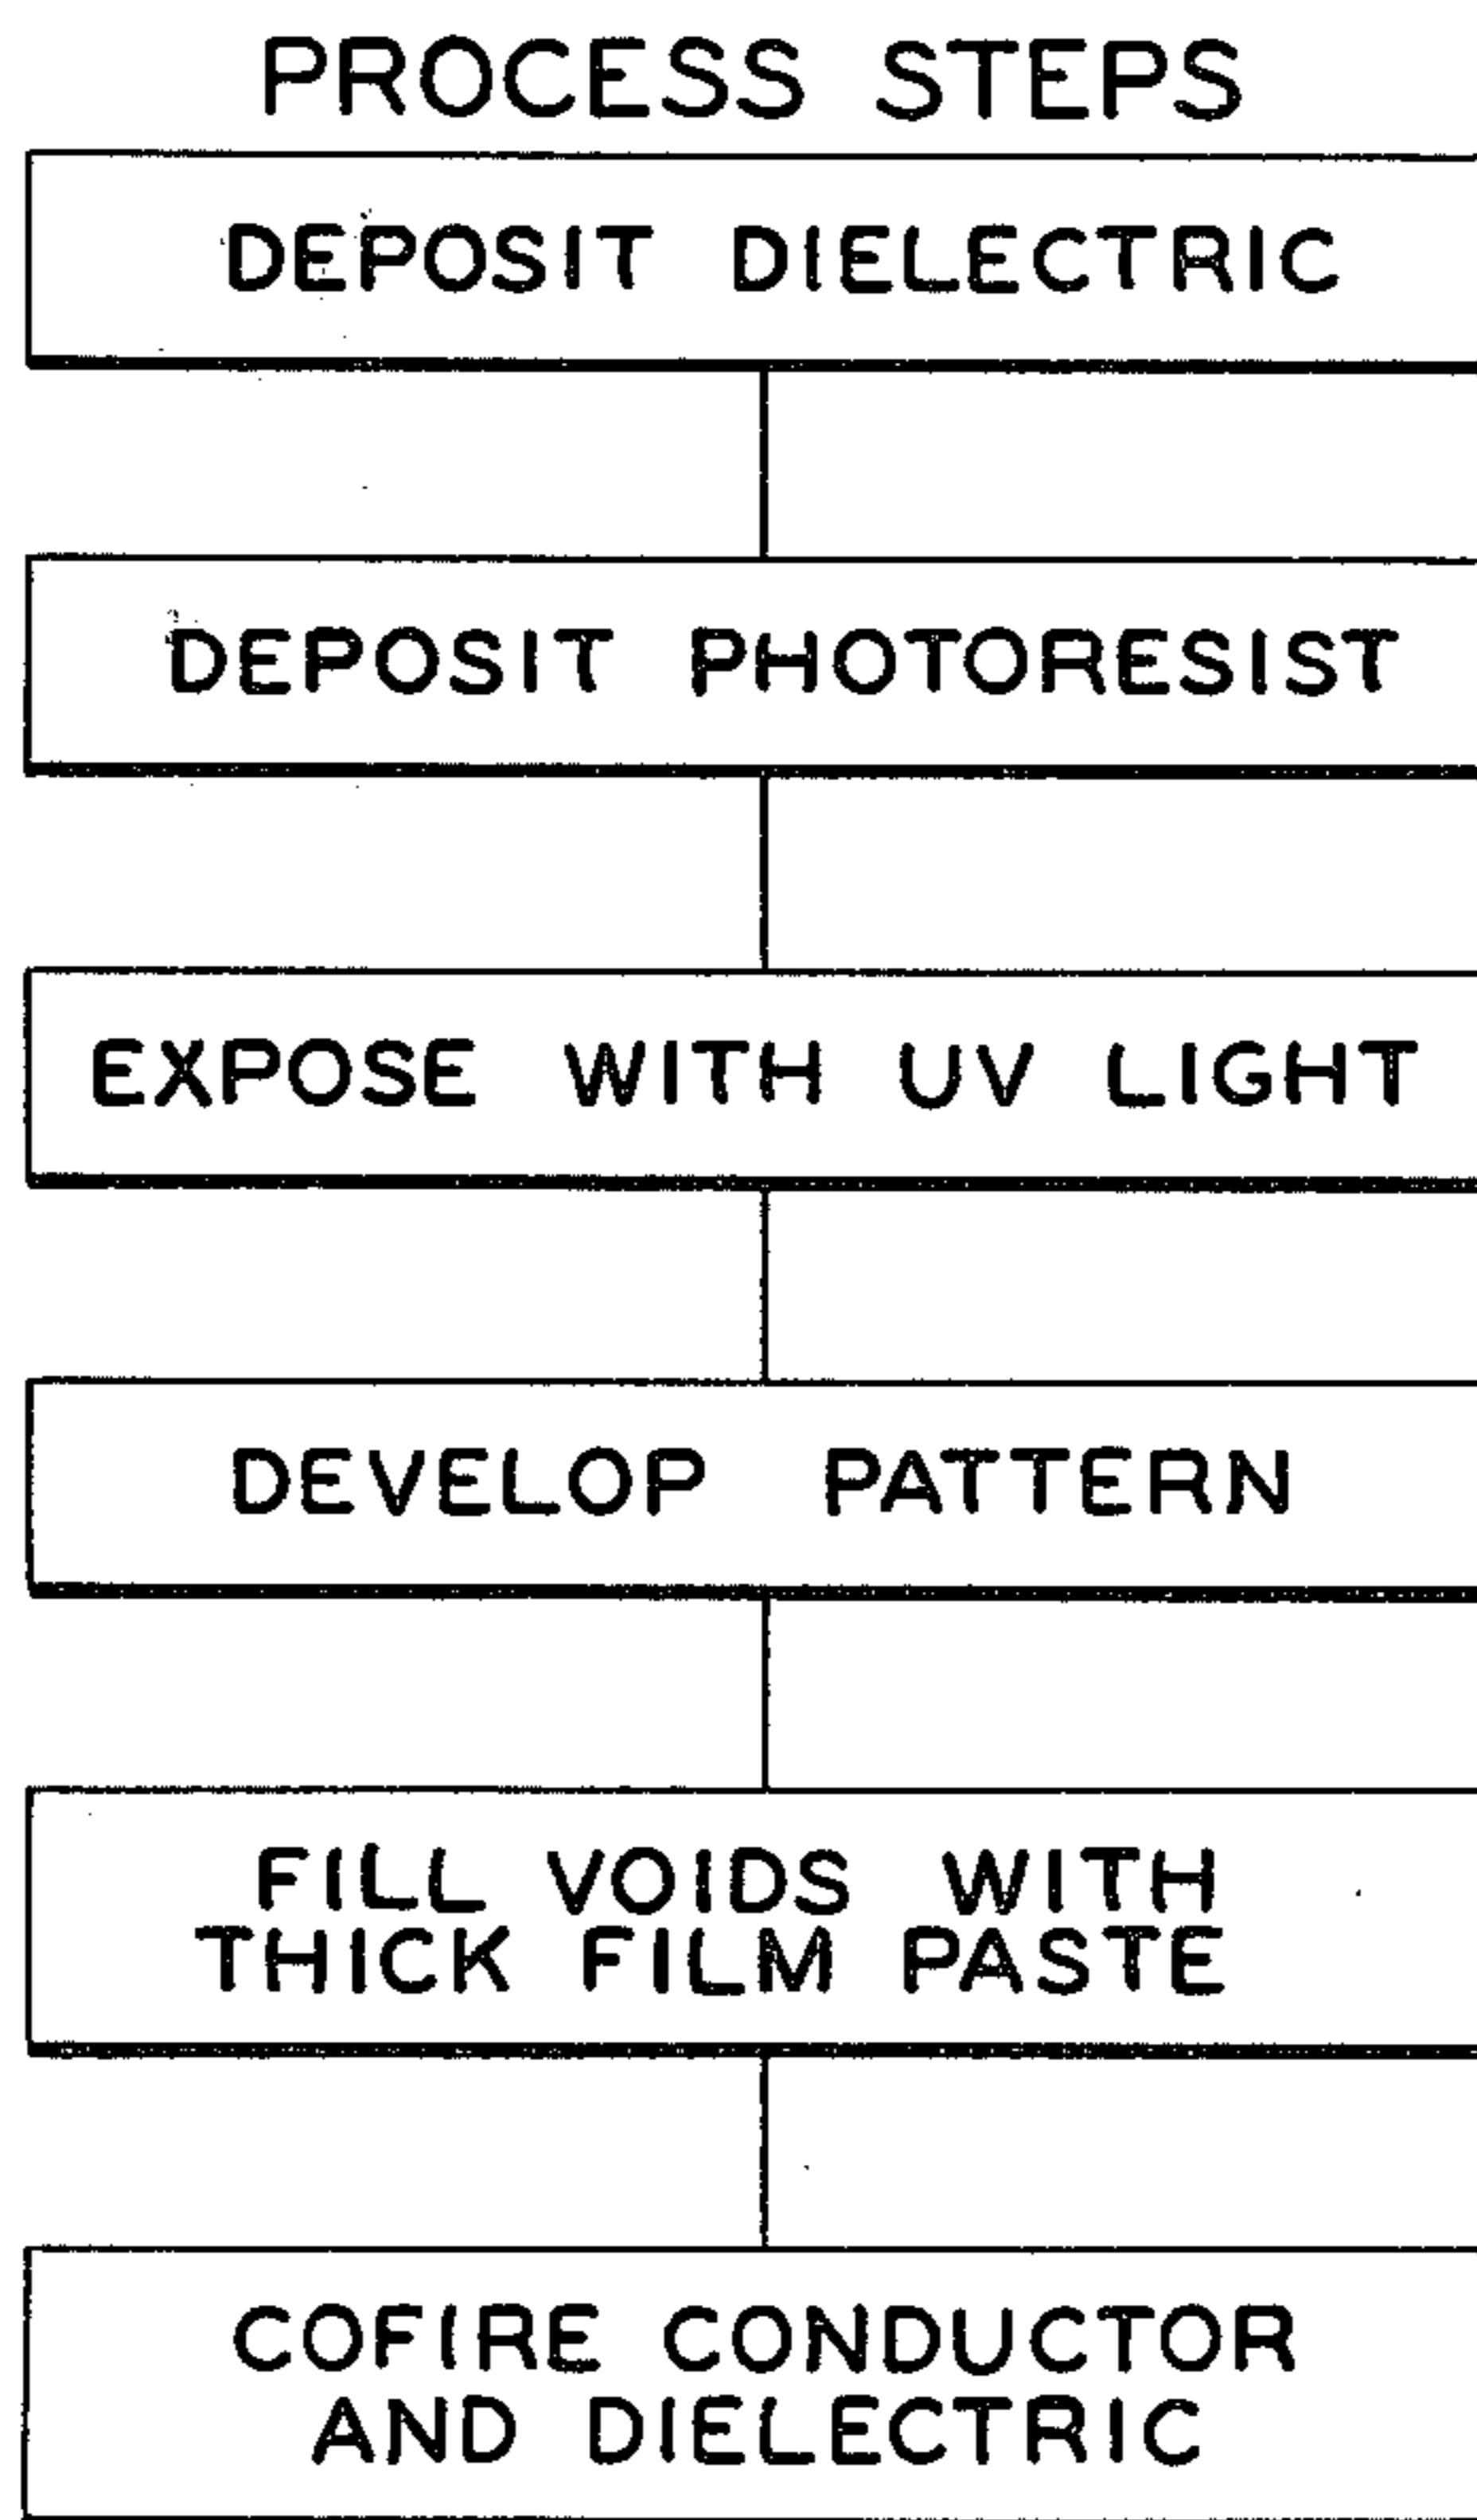 PROCESS STEPS
DEPOSIT DIELECTRIC
DEPOSIT PHOTORESIST
EXPOSE WITH UV LIGHT
DEVELOP PATTERN
FILL VOIDS WITH
THICK FILM PASTE
COFIRE CONDUCTOR
AND DIELECTRIC